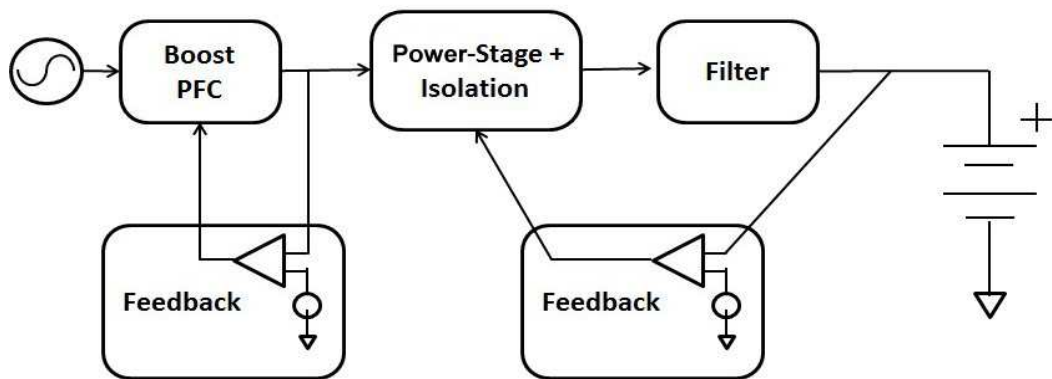 Boost
PFC
Power-Stage +
Isolation
Filter
+
Feedback
Feedback